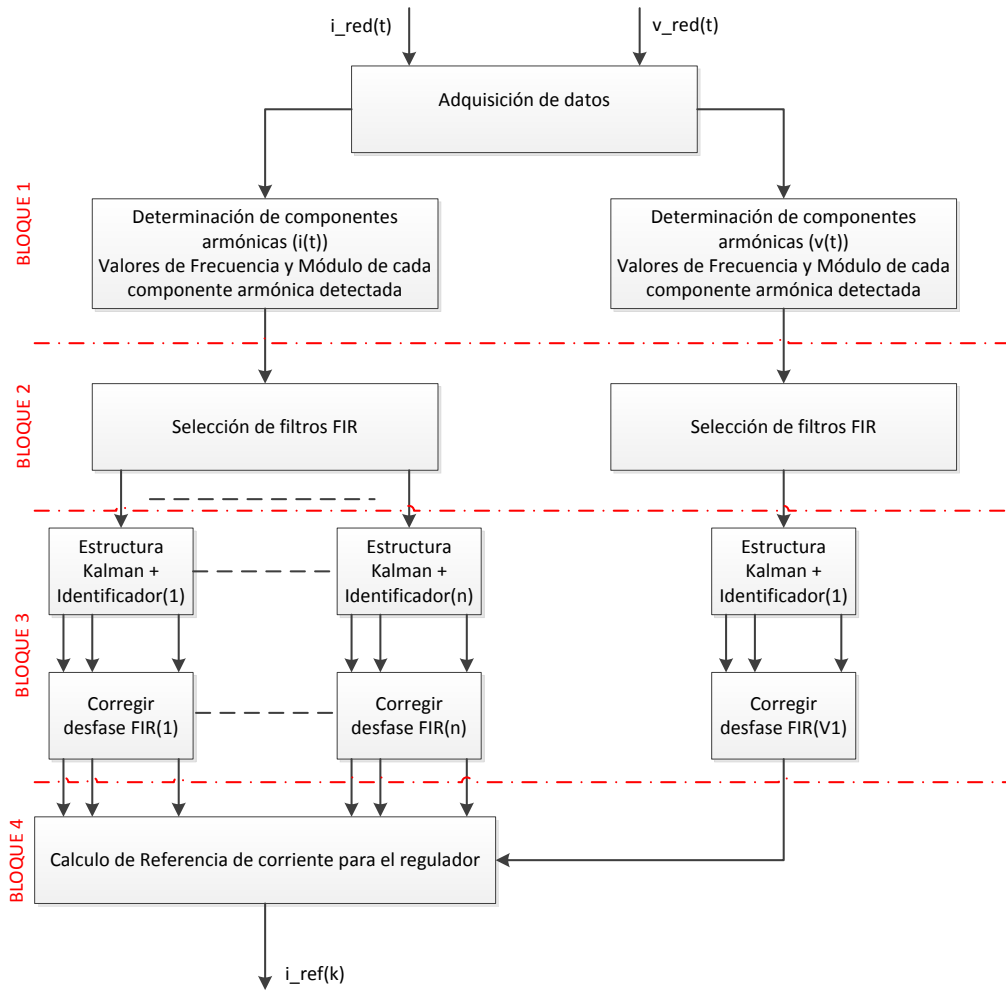 i_red(t)
v_red(t)
Adquisición de datos
BLOQUE 1
Determinación de componentes
armónicas (i(t))
Valores de Frecuencia y Módulo de cada
componente armónica detectada
Determinación de componentes
armónicas (v(t))
Valores de Frecuencia y Módulo de cada
componente armónica detectada
BLOQUE 2
Selección de filtros FIR
Selección de filtros FIR
BLOQUE 3
Estructura
Kalman +
Identificador(1)
Estructura
Kalman +
Identificador(n)
Estructura
Kalman +
Identificador(1)
Corregir
desfase FIR(1)
Corregir
desfase FIR(n)
Corregir
desfase FIR(V1)
BLOQUE 4
Calculo de Referencia de corriente para el regulador
i_ref(k)